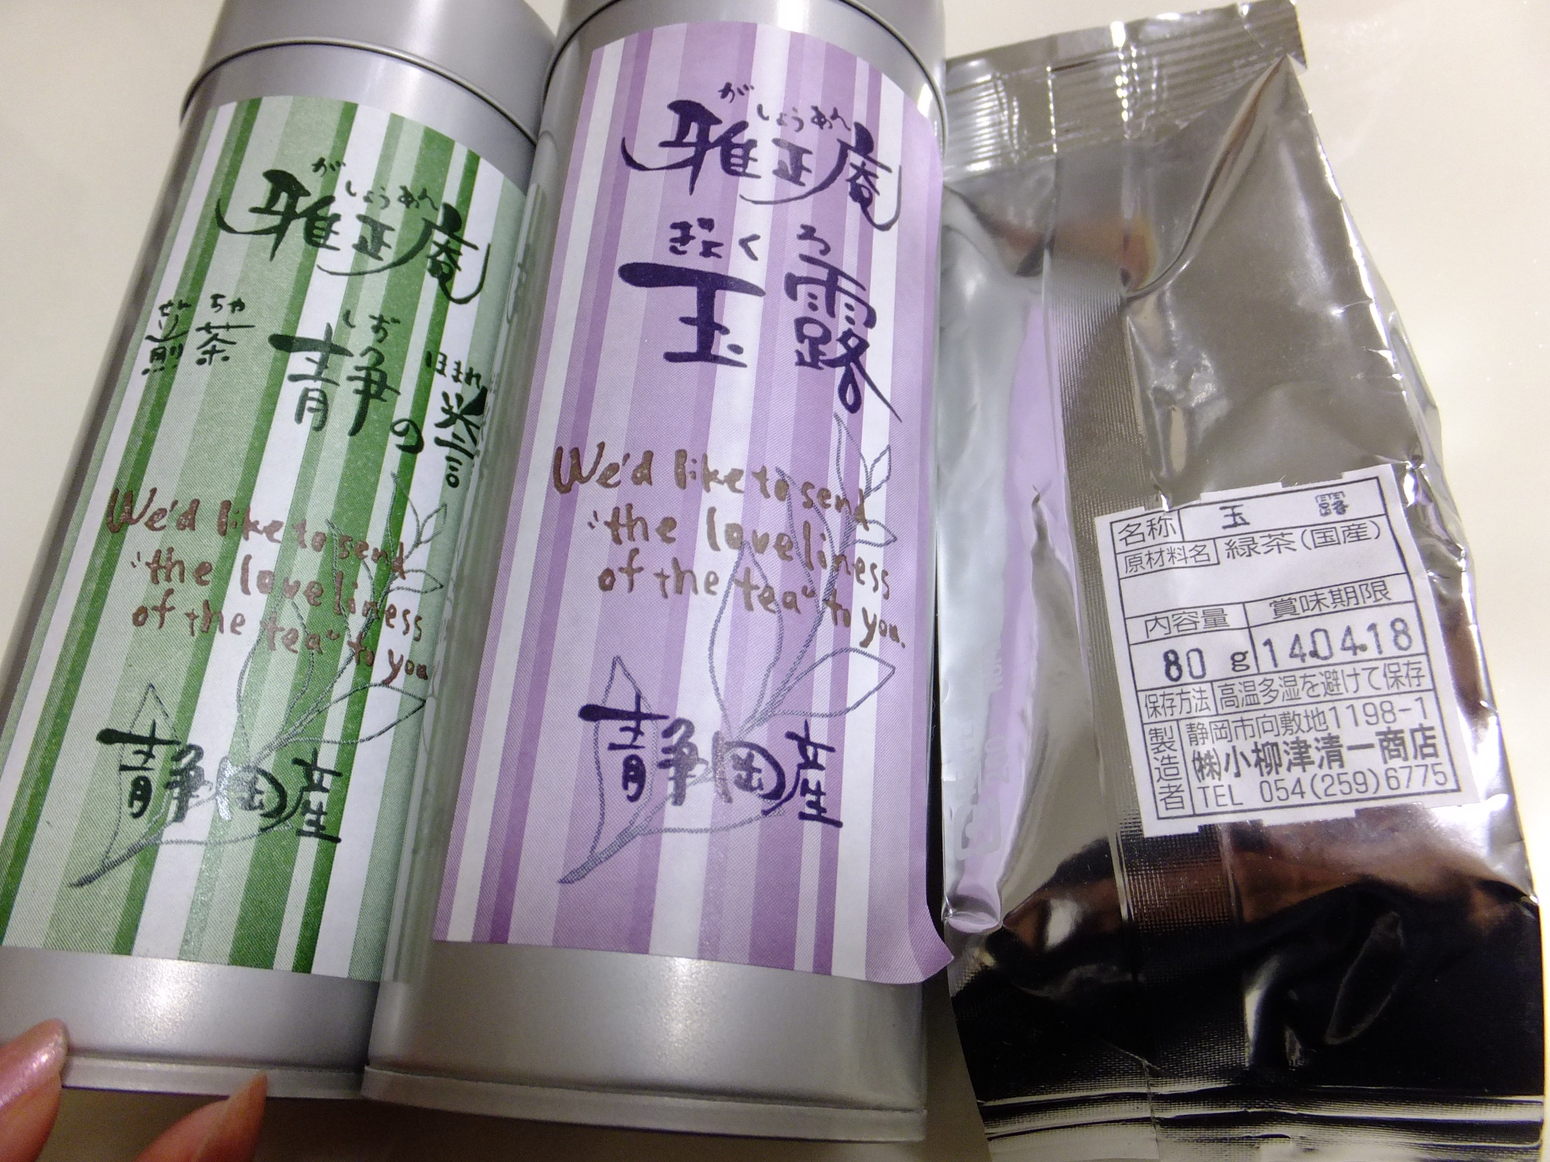 がしょうあん
雅正庵
せん ちゃ
煎茶
しず
静の誉
ほまれ
We'd like to send
"the loveliness
of the tea" to you.
静岡産
がしょうあん
雅正庵
ぎょくろ
玉露
We'd like to send
"the loveliness
of the tea" to you.
静岡産
名称 玉露
原材料名 緑茶(国産)
内容量 賞味期限
80 g 14.04.18
保存方法 高温多湿を避けて保存
製造者 静岡市向敷地1198-1
㈱小柳津清一商店
TEL 054(259)6775